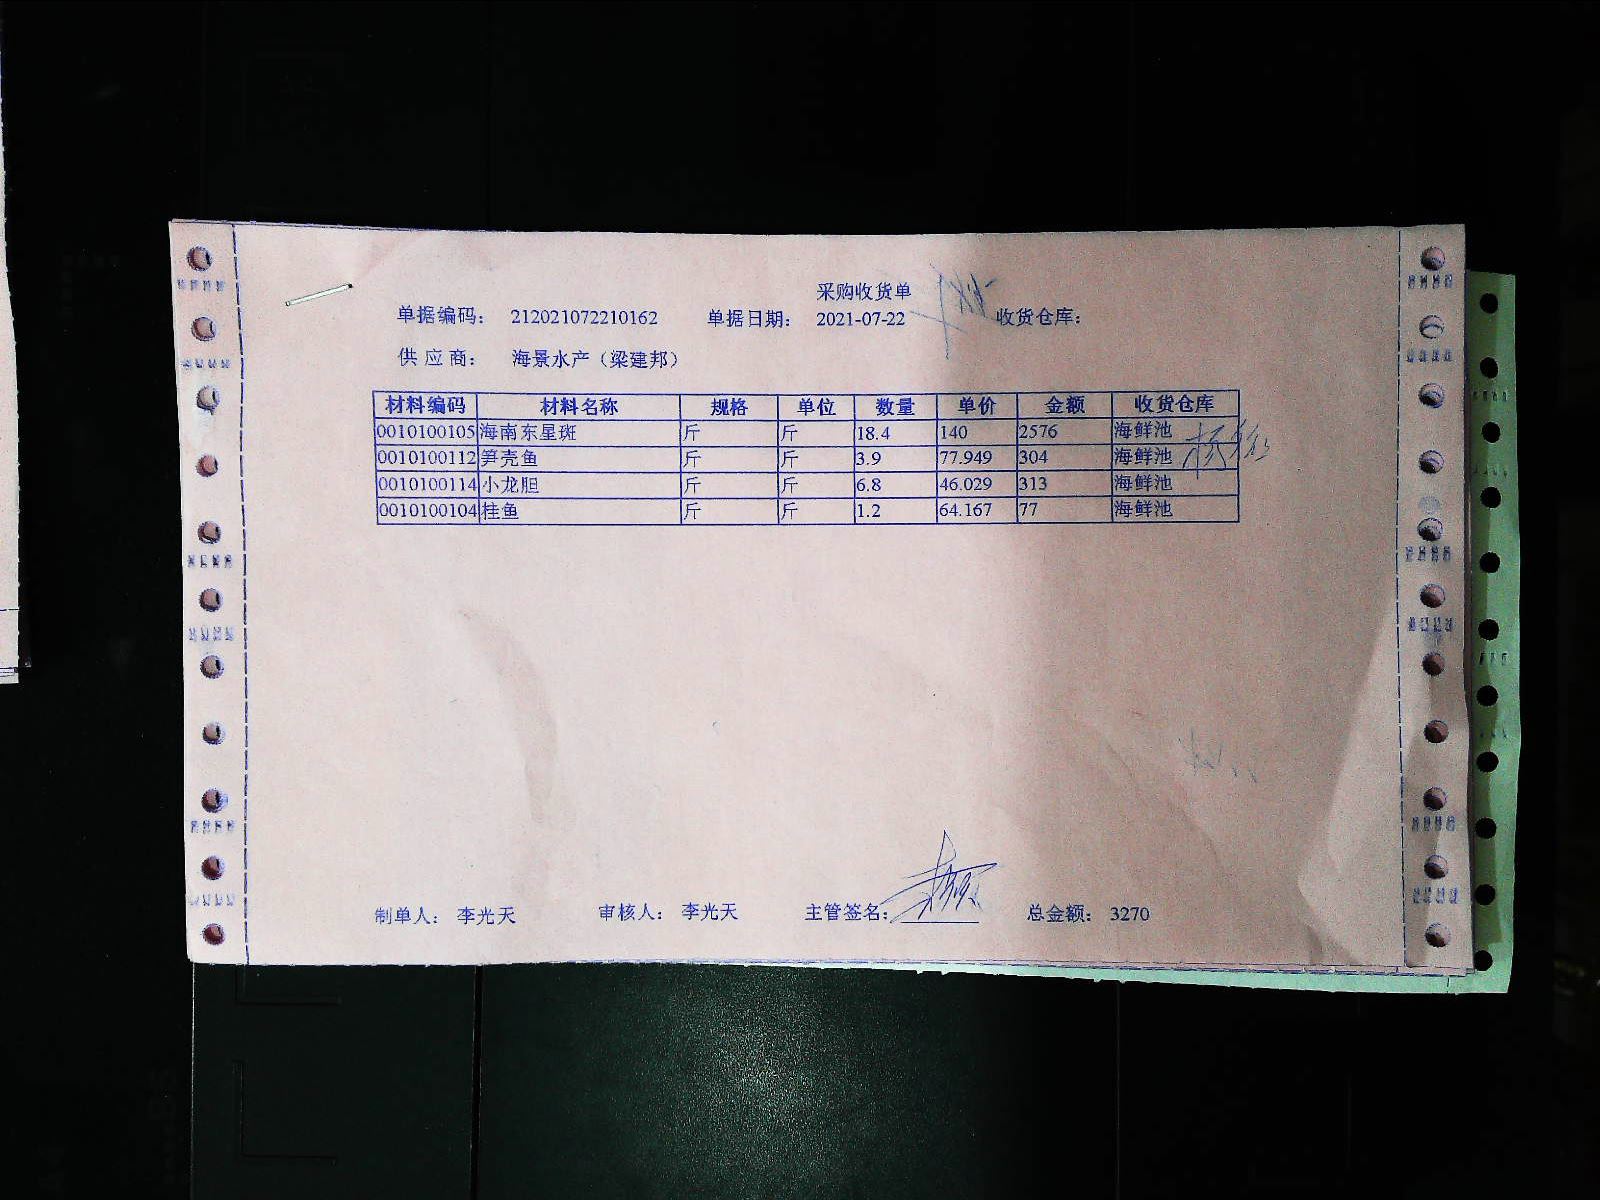 采购收货单
单据编码： 212021072210162 单据日期： 2021-07-22 收货仓库：
供 应 商： 海景水产（梁建邦）
材料编码 材料名称 规格 单位 数量 单价 金额 收货仓库
0010100105 海南东星斑 斤 斤 18.4 140 2576 海鲜池
0010100112 笋壳鱼 斤 斤 3.9 77.949 304 海鲜池
0010100114 小龙胆 斤 斤 6.8 46.029 313 海鲜池
0010100104 桂鱼 斤 斤 1.2 64.167 77 海鲜池
制单人： 李光天 审核人： 李光天 主管签名： 总金额： 3270